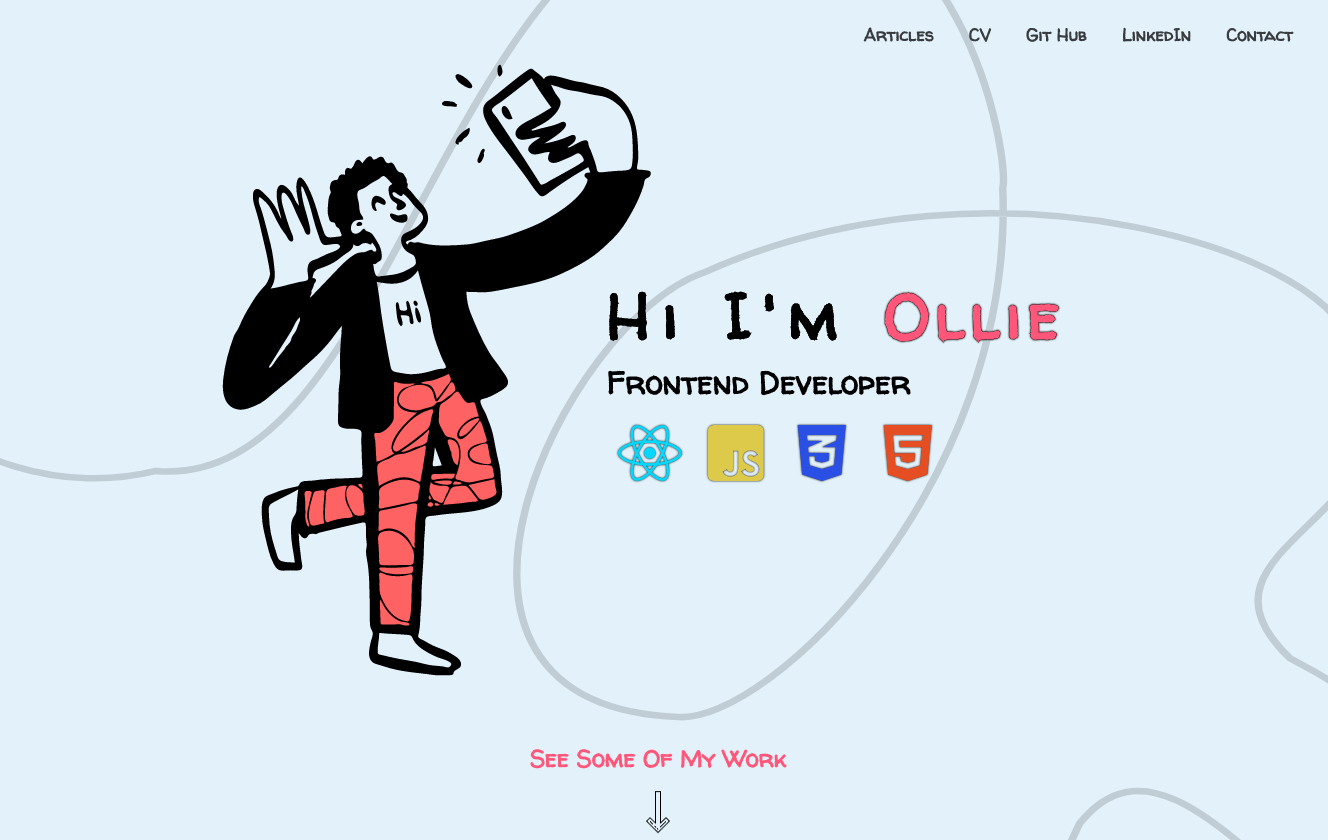 Articles CV Git Hub LinkedIn Contact
Hi
Hi I'm Ollie
Frontend Developer
JS 3 5
See Some Of My Work